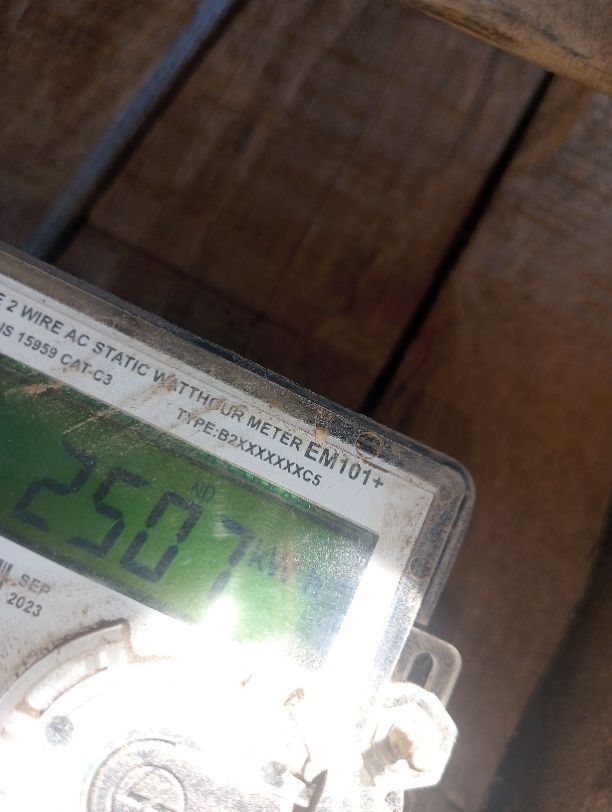 2 WIRE AC STATIC WATTHOUR METER EM101+
IS 15959 CAT-C3
TYPE:B2XXXXXXXC5
2507
SEP
2023